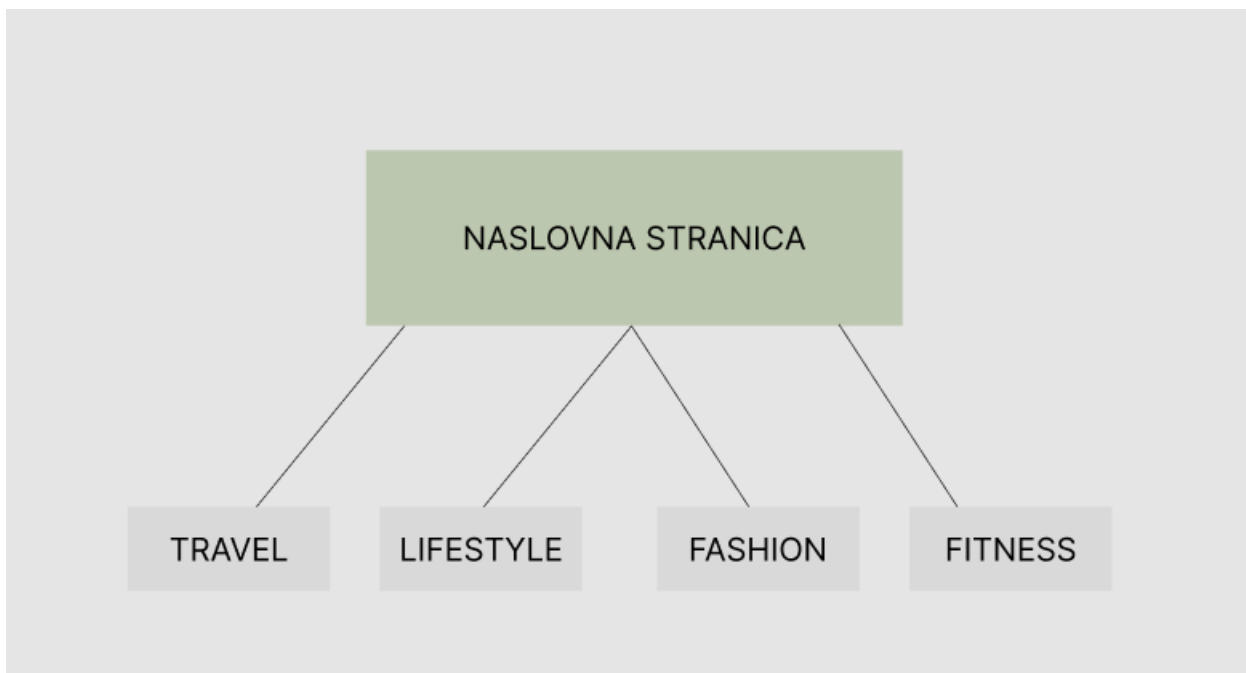 NASLOVNA STRANICA
TRAVEL
LIFESTYLE
FASHION
FITNESS